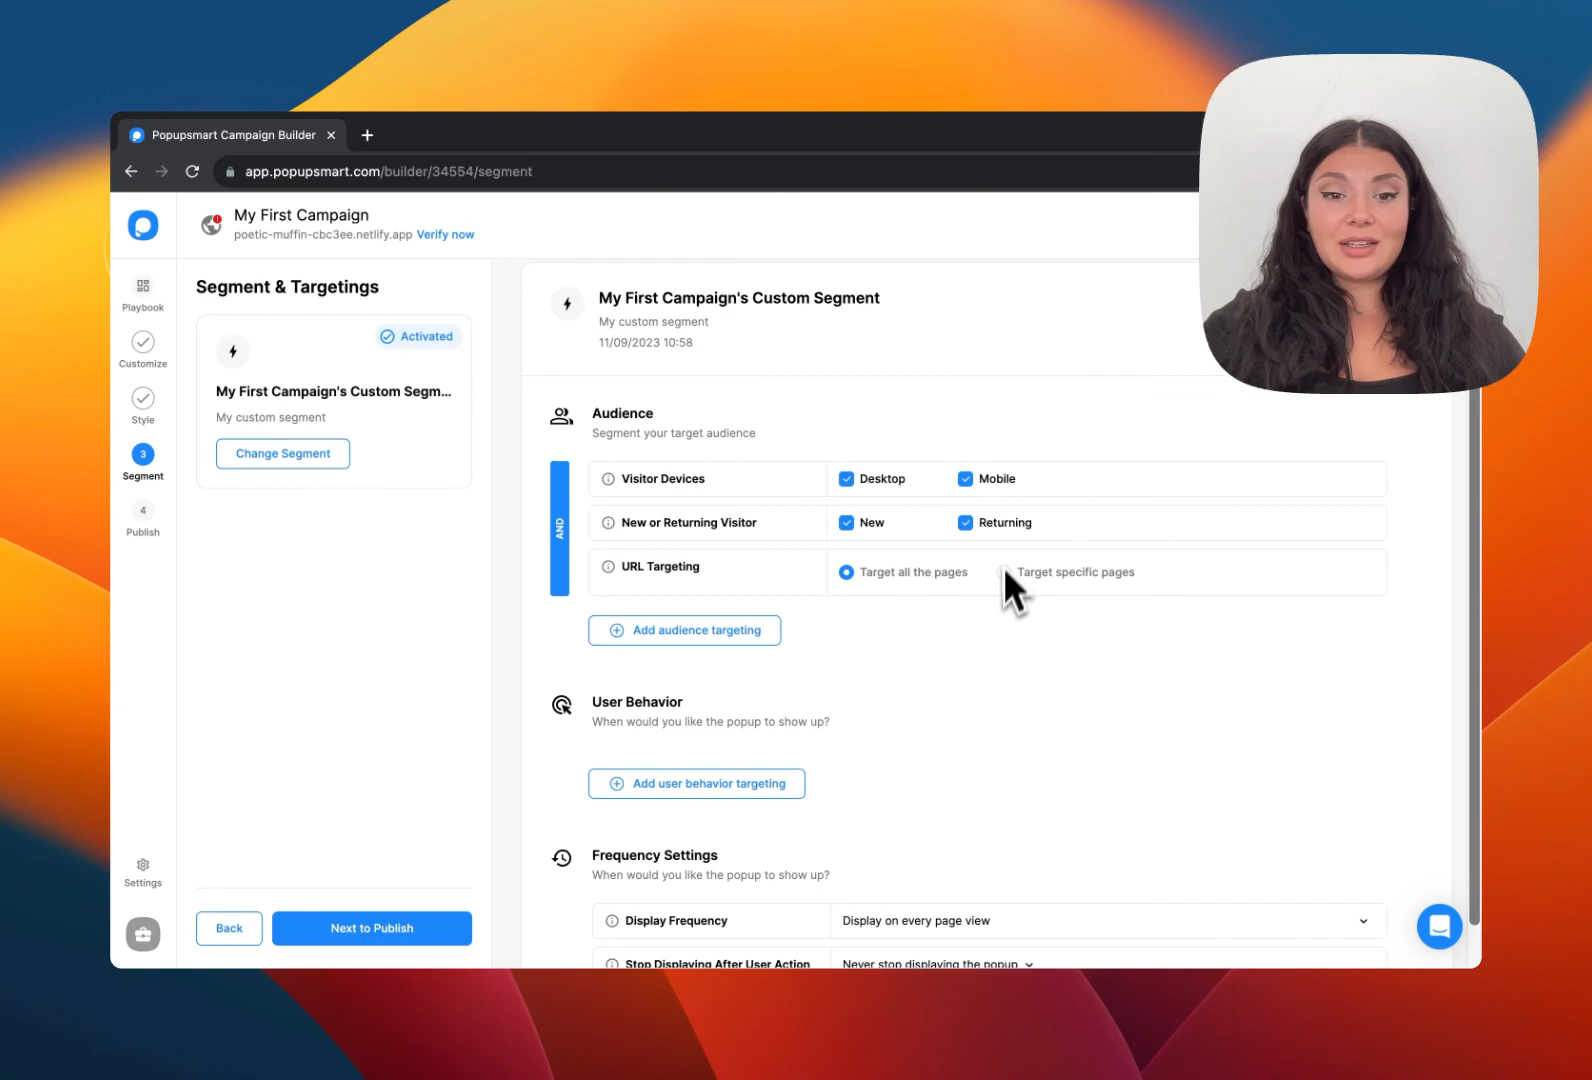 Popupsmart Campaign Builder
app.popupsmart.com/builder/34554/segment
My First Campaign
poetic-muffin-cbc3ee.netlify.app Verify now
Playbook
Customize
Style
3
Segment
4
Publish
Settings
Segment & Targetings
Activated
My First Campaign's Custom Segm...
My custom segment
Change Segment
Back
Next to Publish
My First Campaign's Custom Segment
My custom segment
11/09/2023 10:58
Audience
Segment your target audience
AND
Visitor Devices
Desktop
Mobile
New or Returning Visitor
New
Returning
URL Targeting
Target all the pages
Target specific pages
Add audience targeting
User Behavior
When would you like the popup to show up?
Add user behavior targeting
Frequency Settings
When would you like the popup to show up?
Display Frequency
Display on every page view
Stop Displaying After User Action
Never stop displaying the popup